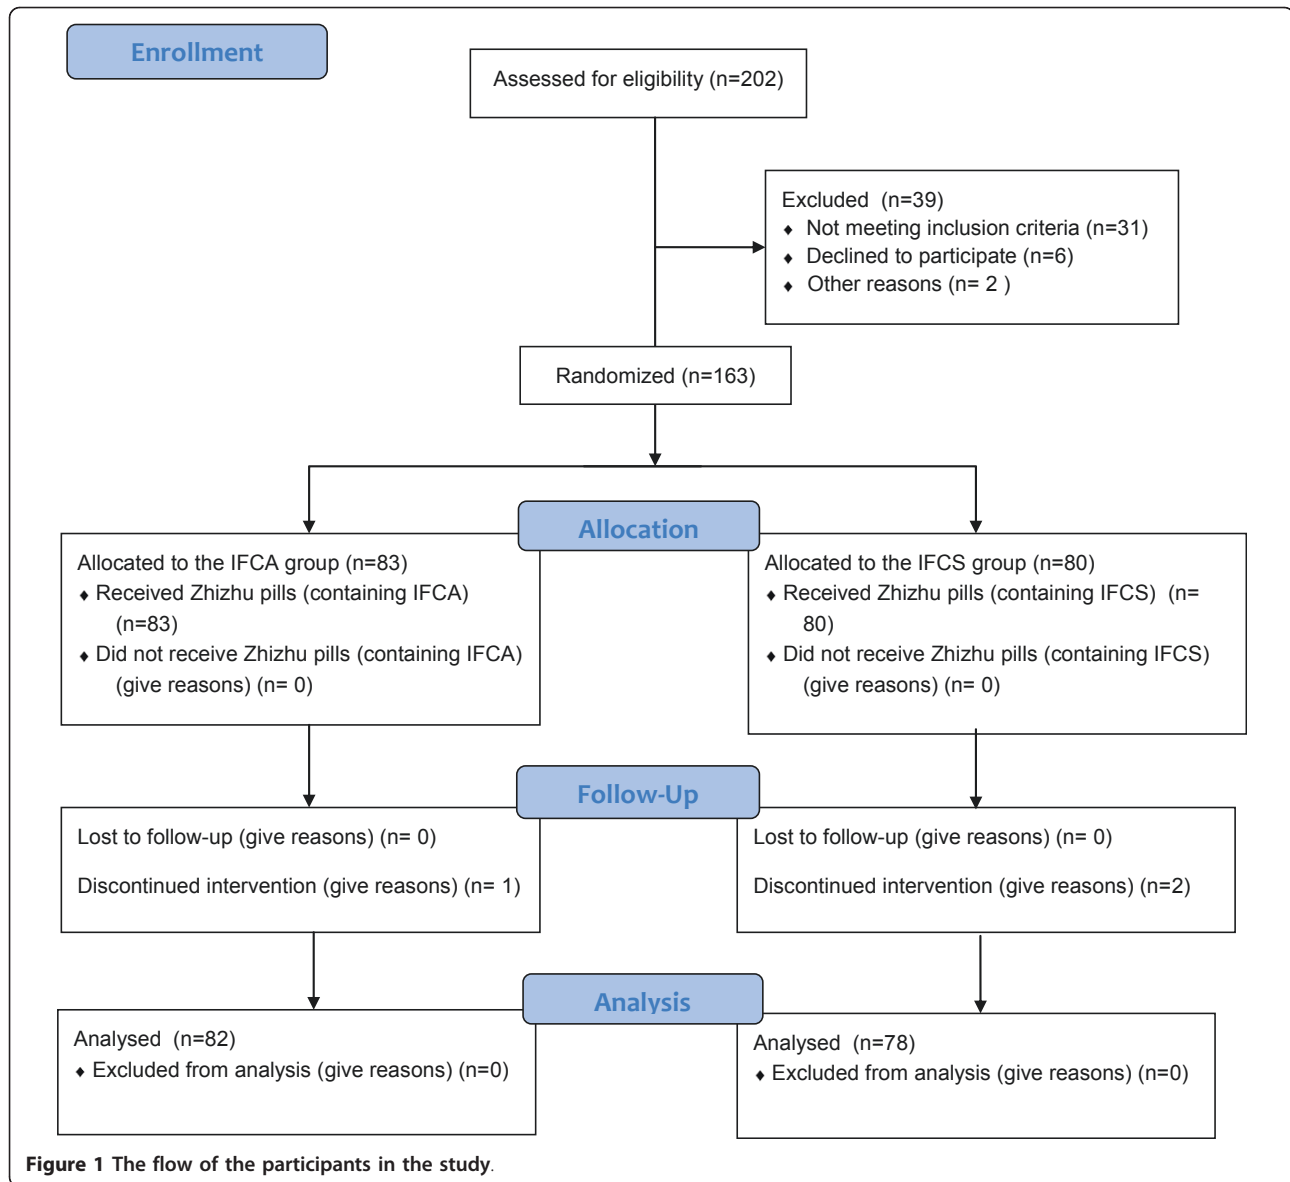 Enrollment
Assessed for eligibility (n=202)
Excluded (n=39)
♦ Not meeting inclusion criteria (n=31)
♦ Declined to participate (n=6)
♦ Other reasons (n= 2 )
Randomized (n=163)
Allocation
Allocated to the IFCA group (n=83)
♦ Received Zhizhu pills (containing IFCA)
(n=83)
♦ Did not receive Zhizhu pills (containing IFCA)
(give reasons) (n= 0)
Allocated to the IFCS group (n=80)
♦ Received Zhizhu pills (containing IFCS) (n=
80)
♦ Did not receive Zhizhu pills (containing IFCS)
(give reasons) (n= 0)
Follow-Up
Lost to follow-up (give reasons) (n= 0)
Discontinued intervention (give reasons) (n= 1)
Lost to follow-up (give reasons) (n= 0)
Discontinued intervention (give reasons) (n=2)
Analysis
Analysed (n=82)
♦ Excluded from analysis (give reasons) (n=0)
Analysed (n=78)
♦ Excluded from analysis (give reasons) (n=0)
Figure 1 The flow of the participants in the study.